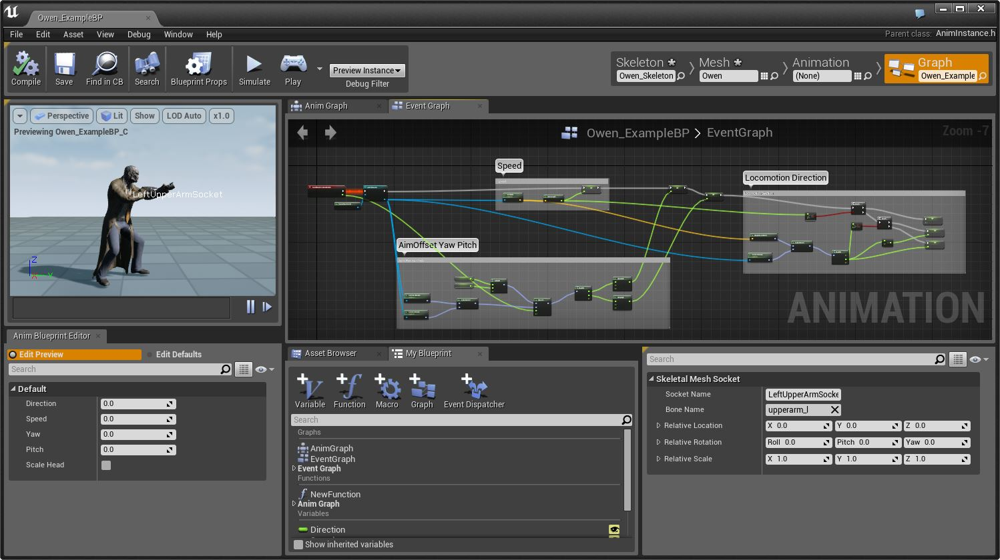 Owen_ExampleBP
File Edit Asset View Debug Window Help
Parent class: AnimInstance.h
Compile Save Find in CB Search Blueprint Props Simulate Play
Preview Instance
Debug Filter
Skeleton
Owen_Skeleton
Mesh
Owen
Animation
(None)
Graph
Owen_Example
Perspective Lit Show LOD Auto x1.0
Previewing Owen_ExampleBP_C
LeftUpperArmSocket
Z
X
Y
Anim Graph
Event Graph
Owen_ExampleBP > EventGraph
Zoom -7
Speed
Locomotion Direction
AimOffset Yaw Pitch
ANIMATION
Anim Blueprint Editor
Edit Preview
Edit Defaults
Search
Default
Direction 0.0
Speed 0.0
Yaw 0.0
Pitch 0.0
Scale Head
Asset Browser
My Blueprint
Variable Function Macro Graph Event Dispatcher
Search
Graphs
AnimGraph
EventGraph
Event Graph
Functions
NewFunction
Anim Graph
Variables
Direction
Show inherited variables
Search
Skeletal Mesh Socket
Socket Name LeftUpperArmSocke
Bone Name upperarm_l
Relative Location X 0.0 Y 0.0 Z 0.0
Relative Rotation Roll 0.0 Pitch 0.0 Yaw 0.0
Relative Scale X 1.0 Y 1.0 Z 1.0